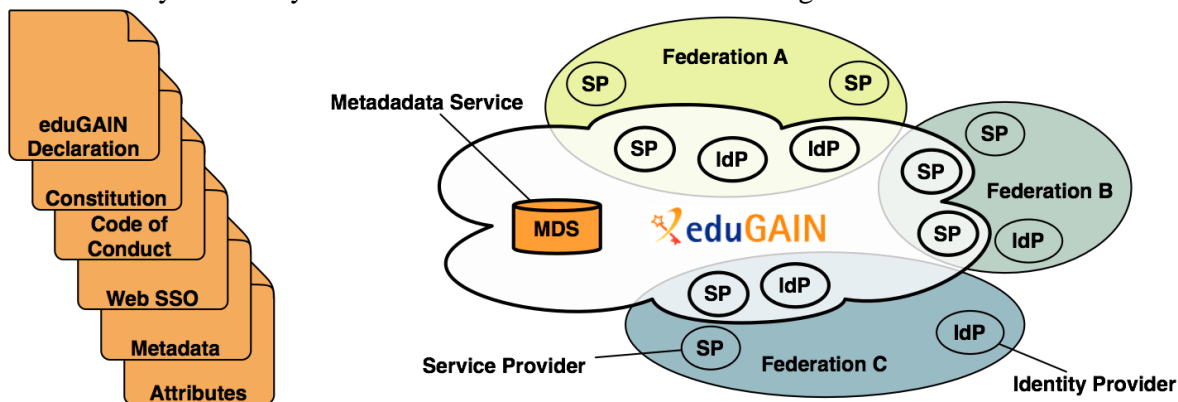 eduGAIN
Declaration
Constitution
Code of
Conduct
Web SSO
Metadata
Attributes
Metadadata Service
MDS
eduGAIN
Federation A
SP
SP
SP
IdP
IdP
Federation B
SP
SP
SP
IdP
Federation C
SP
IdP
SP
IdP
Service Provider
Identity Provider